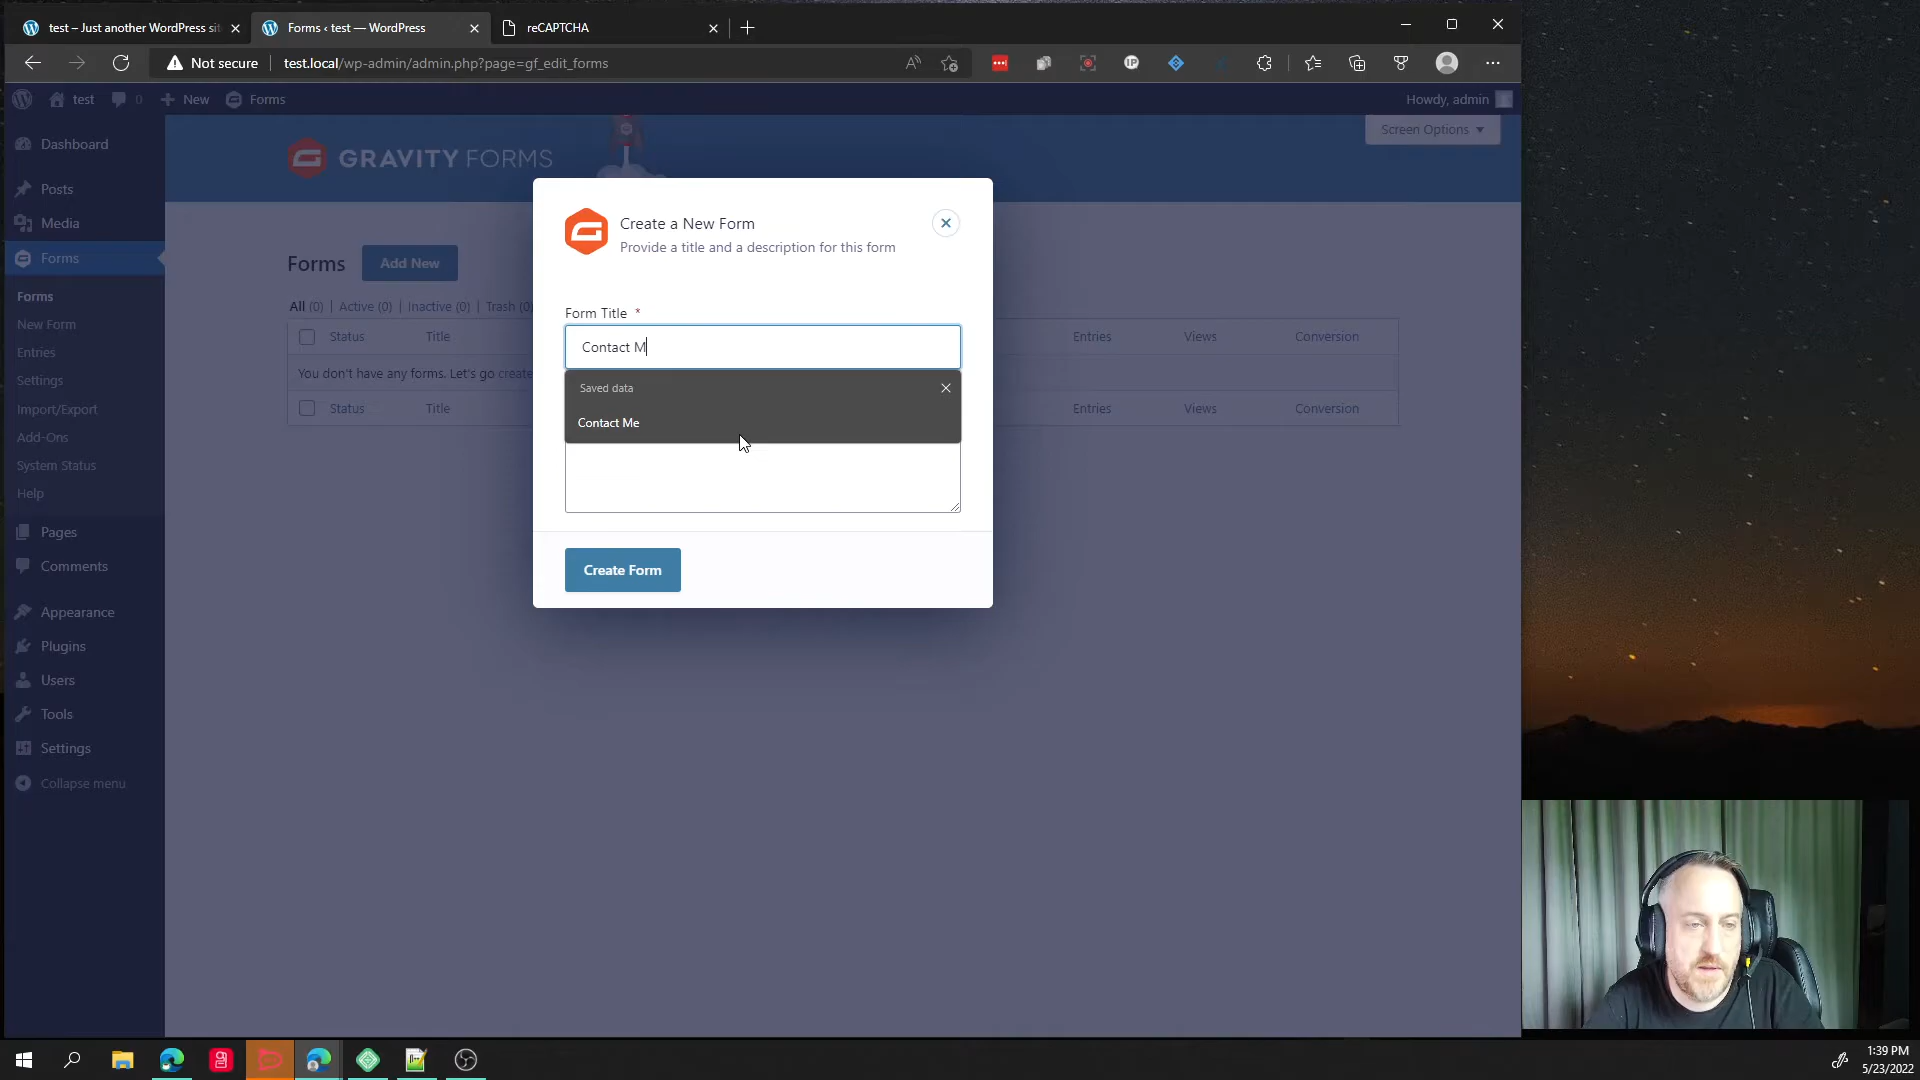 test – Just another WordPress sit
Forms ‹ test — WordPress
reCAPTCHA
Not secure
test.local/wp-admin/admin.php?page=gf_edit_forms
test
0
New
Forms
Howdy, admin
Screen Options
GRAVITY FORMS
Dashboard
Posts
Media
Forms
Forms
New Form
Entries
Settings
Import/Export
Add-Ons
System Status
Help
Pages
Comments
Appearance
Plugins
Users
Tools
Settings
Collapse menu
Forms
Add New
All (0) | Active (0) | Inactive (0) | Trash (0)
Status Title Entries Views Conversion
You don't have any forms. Let's go create
Status Title Entries Views Conversion
Create a New Form
Provide a title and a description for this form
Form Title *
Contact M
Saved data
Contact Me
Create Form
1:39 PM
5/23/2022